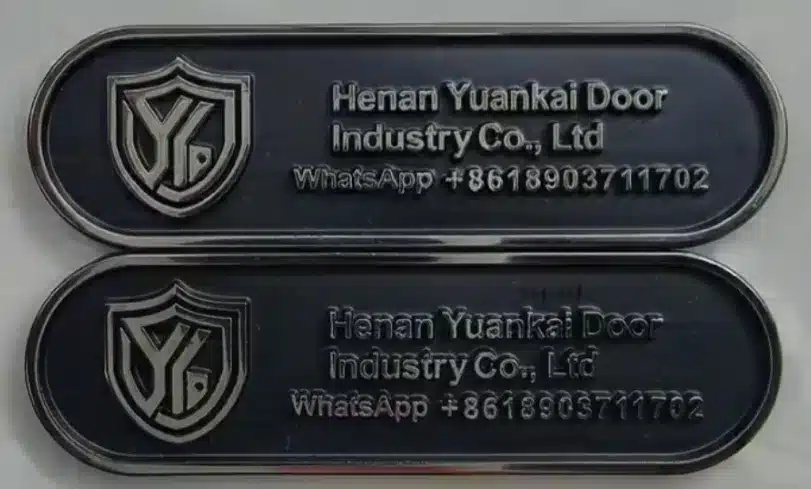 Henan Yuankai Door
Industry Co., Ltd
WhatsApp +8618903711702
Henan Yuankai Door
Industry Co., Ltd
WhatsApp +8618903711702